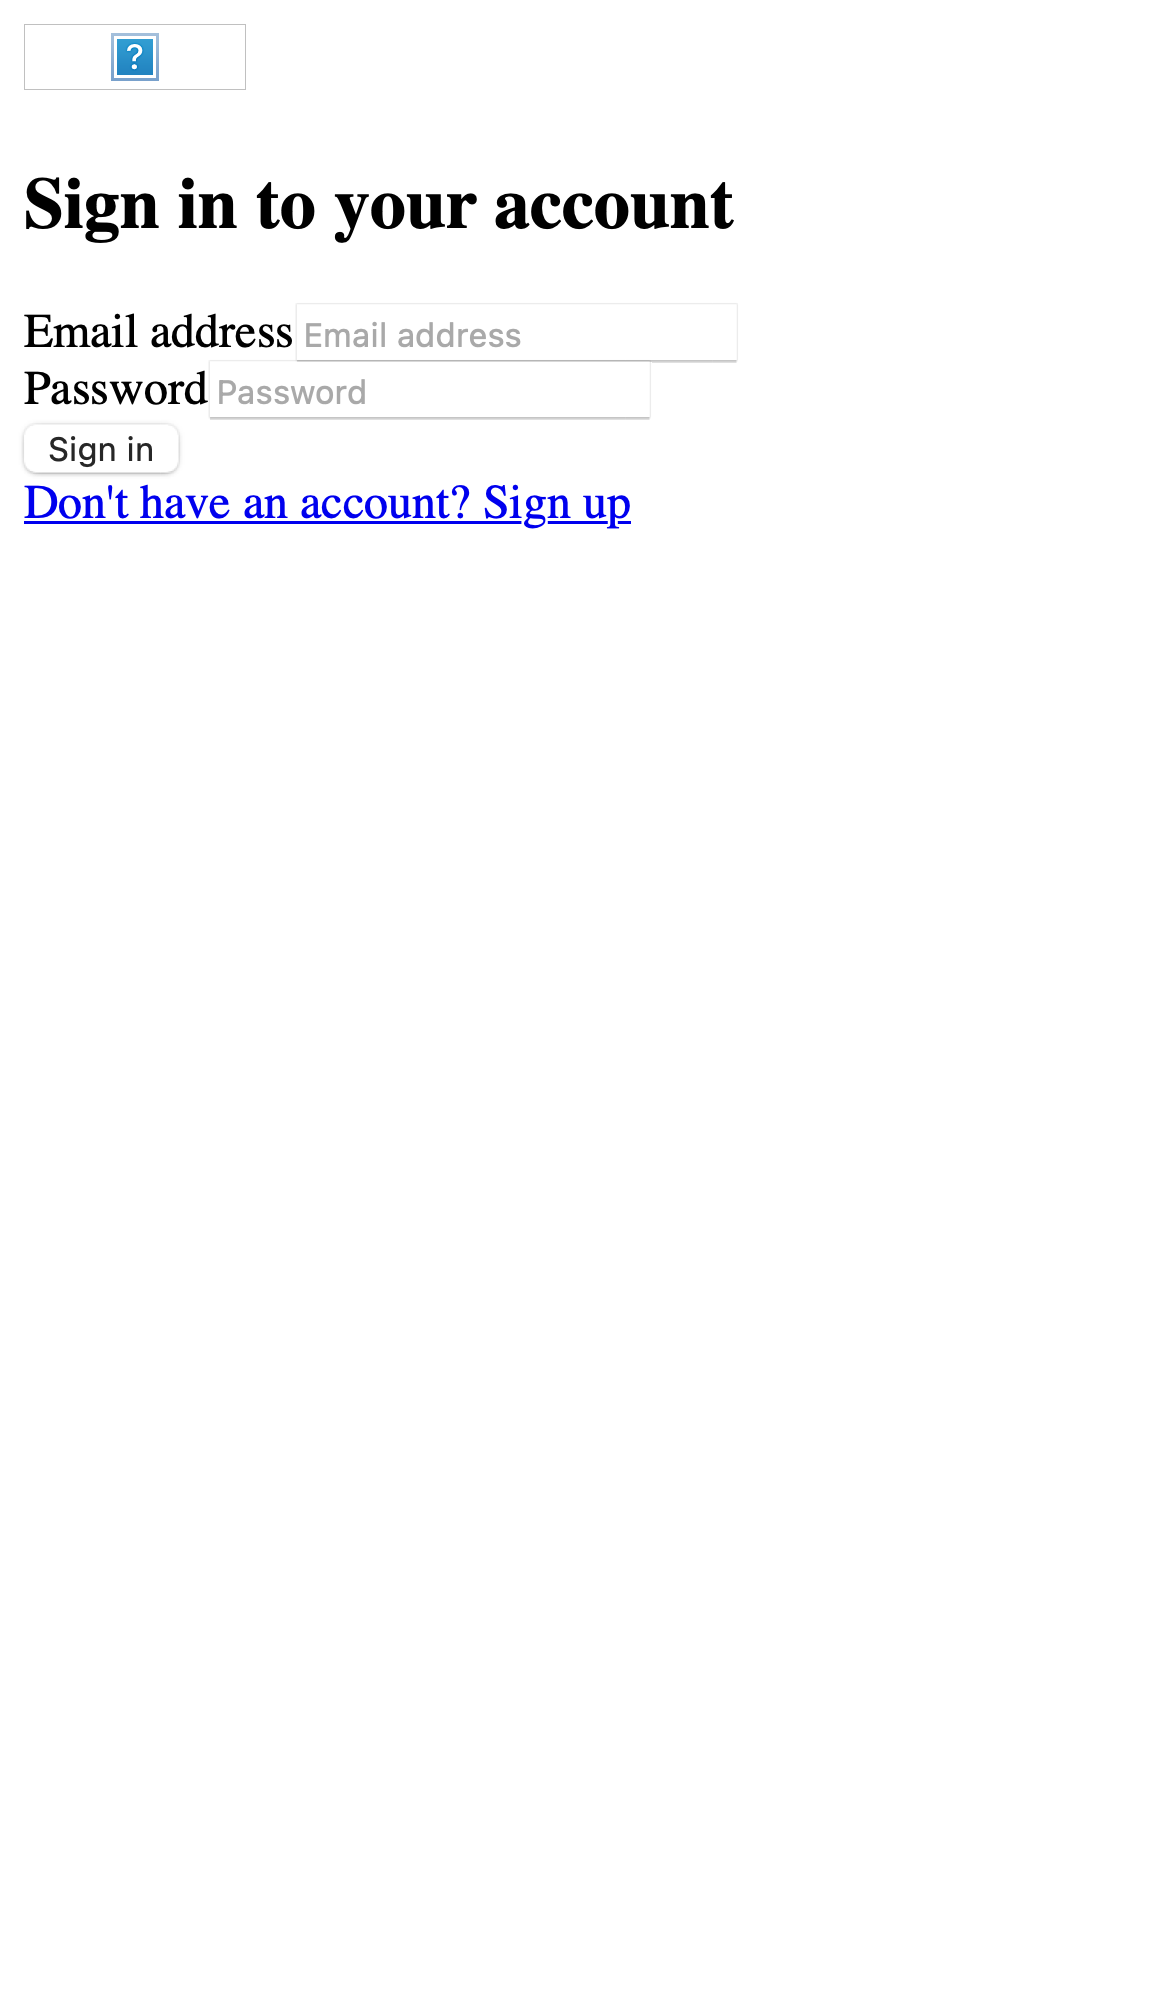 ?
Sign in to your account
Email address Email address
Password Password
Sign in
Don't have an account? Sign up